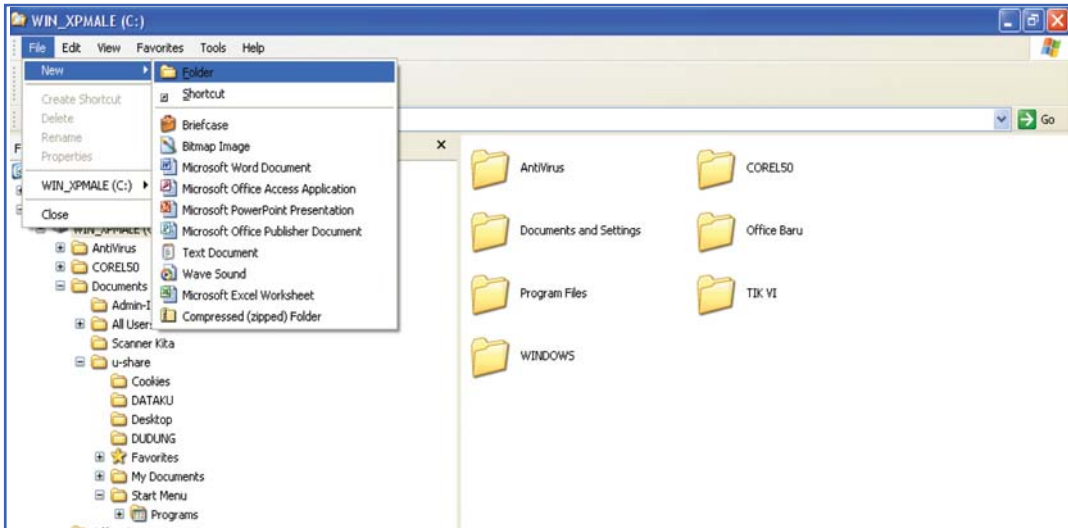 WIN_XPMALE (C:)
File Edit View Favorites Tools Help
New
Create Shortcut
Delete
Rename
Properties
WIN_XPMALE (C:)
Close
Folder
Shortcut
Briefcase
Bitmap Image
Microsoft Word Document
Microsoft Office Access Application
Microsoft PowerPoint Presentation
Microsoft Office Publisher Document
Text Document
Wave Sound
Microsoft Excel Worksheet
Compressed (zipped) Folder
Go
F
AntiVirus
COREL50
Documents
Admin-I
All Users
Scanner Kita
u-share
Cookies
DATAKU
Desktop
DUDUNG
Favorites
My Documents
Start Menu
Programs
AntiVirus COREL50
Documents and Settings Office Baru
Program Files TIK VI
WINDOWS